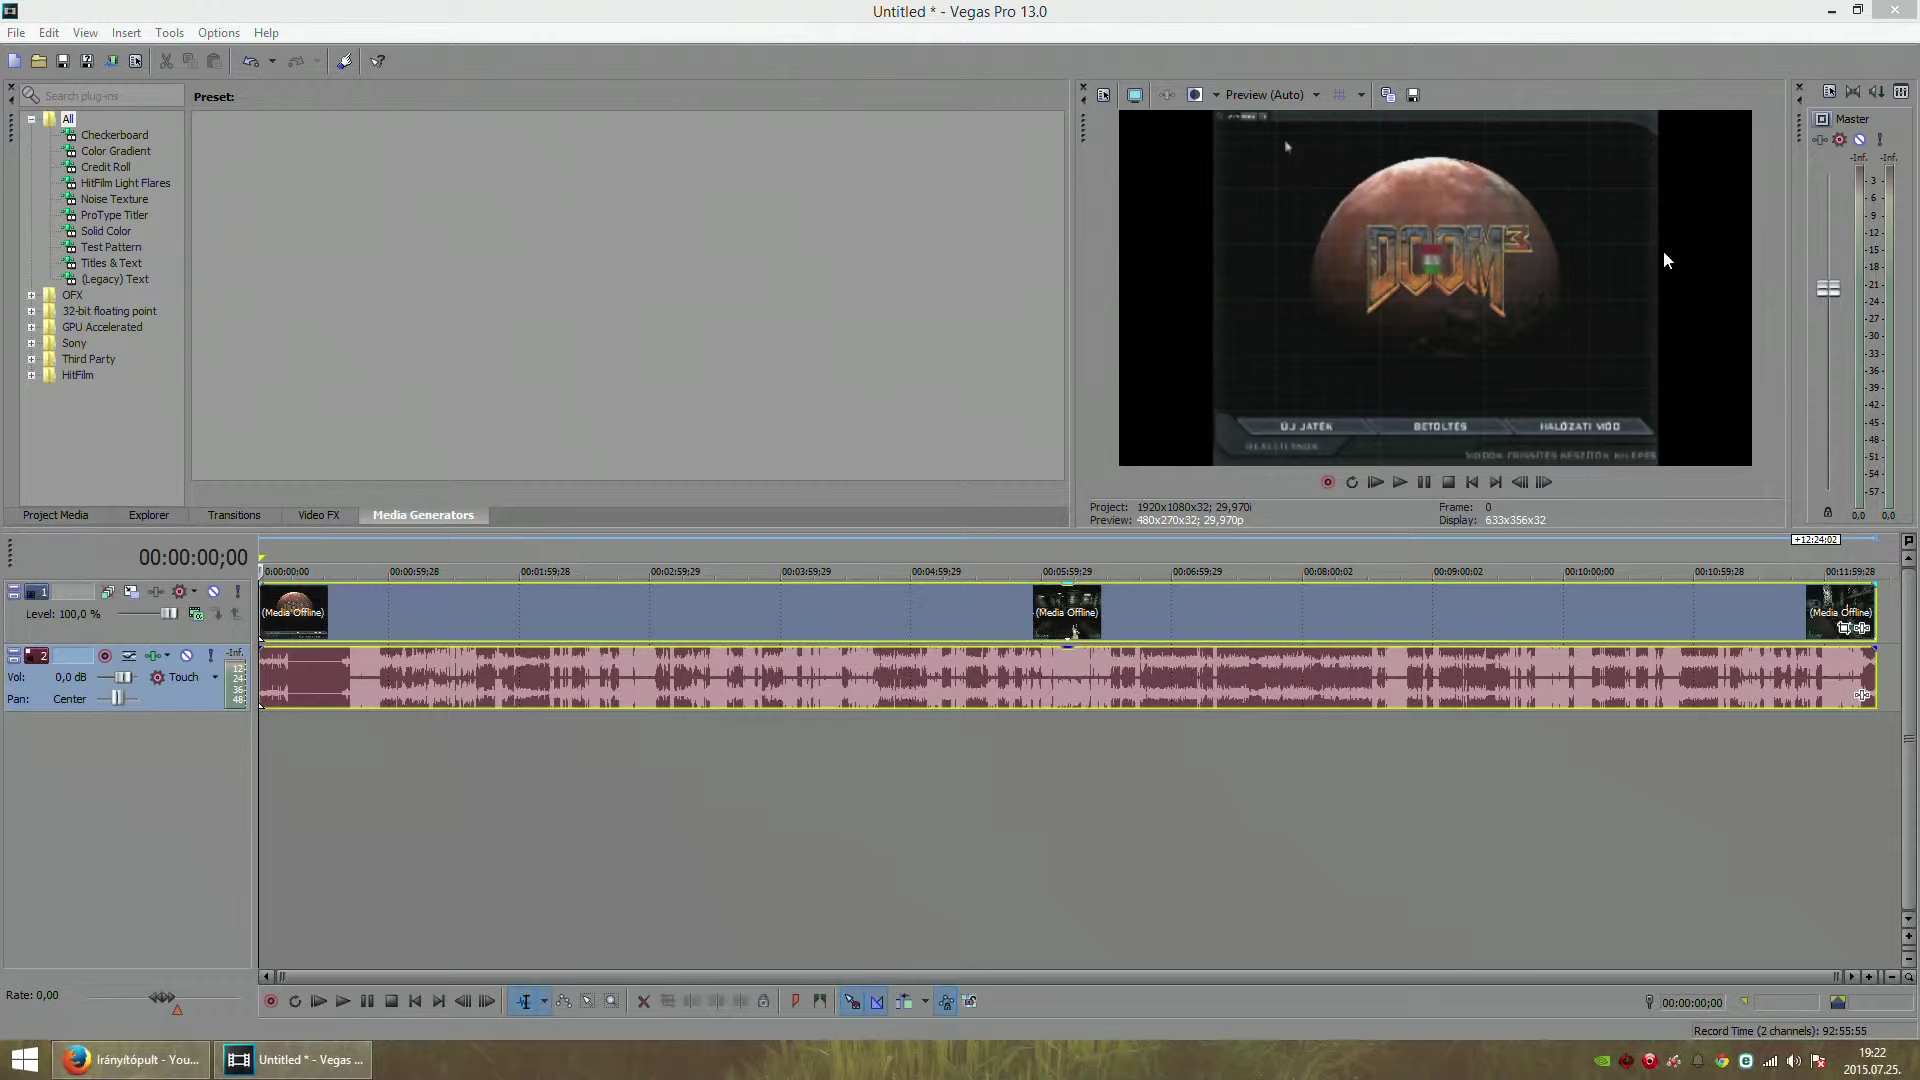 Untitled * - Vegas Pro 13.0
File Edit View Insert Tools Options Help
Search plug-ins
Preset:
All
Checkerboard
Color Gradient
Credit Roll
HitFilm Light Flares
Noise Texture
ProType Titler
Solid Color
Test Pattern
Titles & Text
(Legacy) Text
OFX
32-bit floating point
GPU Accelerated
Sony
Third Party
HitFilm
Project Media Explorer Transitions Video FX Media Generators
Preview (Auto)
DOOM 3
ÚJ JÁTÉK BETÖLTÉS HÁLÓZATI MÓD
Project: 1920x1080x32; 29,970i
Preview: 480x270x32; 29,970p
Frame: 0
Display: 633x356x32
Master
-Inf. -Inf.
3
6
9
12
15
18
21
24
27
30
33
36
39
42
45
48
51
54
57
0,0 0,0
+12:24;02
00:00:00;00
0:00:00;00 00:00:59;28 00:01:59;28 00:02:59;29 00:03:59;29 00:04:59;29 00:05:59;29 00:06:59;29 00:08:00;02 00:09:00;02 00:10:00;00 00:10:59;28 00:11:59;28
1
Level: 100,0 %
(Media Offline) (Media Offline) (Media Offline)
2
-Inf.
12
24
36
48
Vol: 0,0 dB Touch
Pan: Center
Rate: 0,00
00:00:00;00
Record Time (2 channels): 92:55:55
Irányítópult - You... Untitled * - Vegas ...
19:22
2015.07.25.